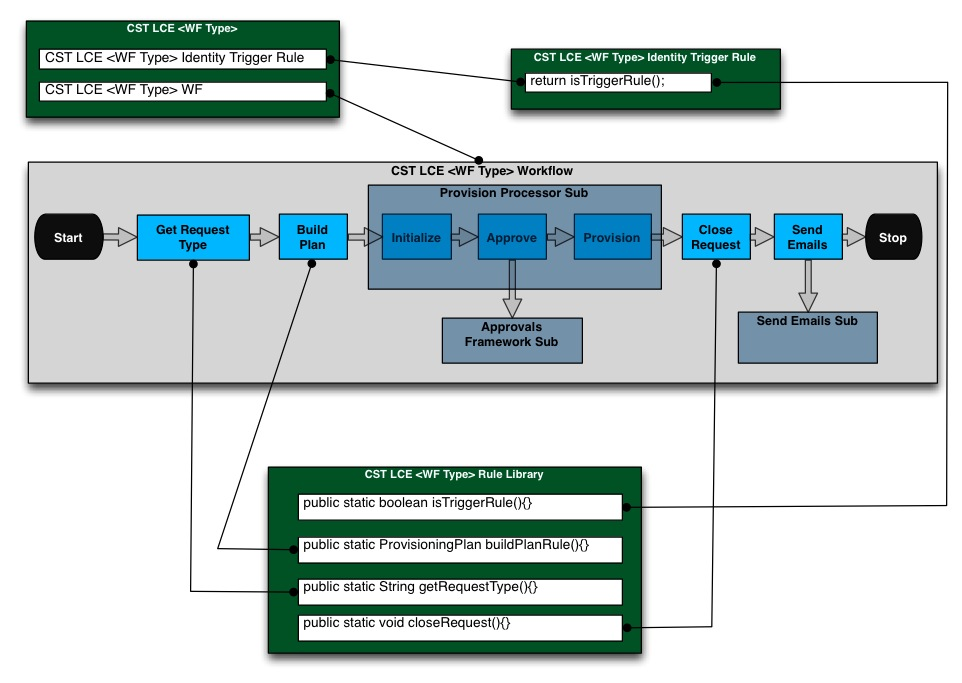 CST LCE <WF Type>
CST LCE <WF Type> Identity Trigger Rule
CST LCE <WF Type> WF
CST LCE <WF Type> Identity Trigger Rule
return isTriggerRule();
CST LCE <WF Type> Workflow
Provision Processor Sub
Start
Get Request
Type
Build
Plan
Initialize
Approve
Provision
Close
Request
Send
Emails
Stop
Approvals
Framework Sub
Send Emails Sub
CST LCE <WF Type> Rule Library
public static boolean isTriggerRule(){}
public static ProvisioningPlan buildPlanRule(){}
public static String getRequestType(){}
public static void closeRequest(){}